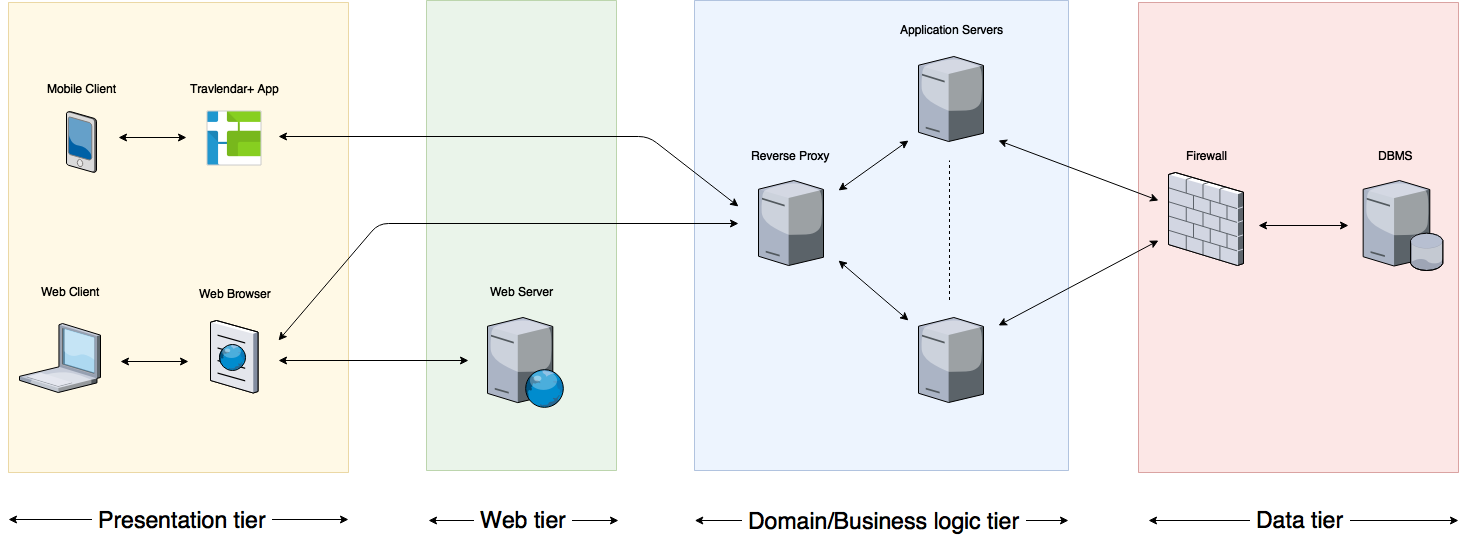 Application Servers
Mobile Client
Travlendar+ App
Reverse Proxy
Firewall
DBMS
Web Client
Web Browser
Web Server
Presentation tier
Web tier
Domain/Business logic tier
Data tier